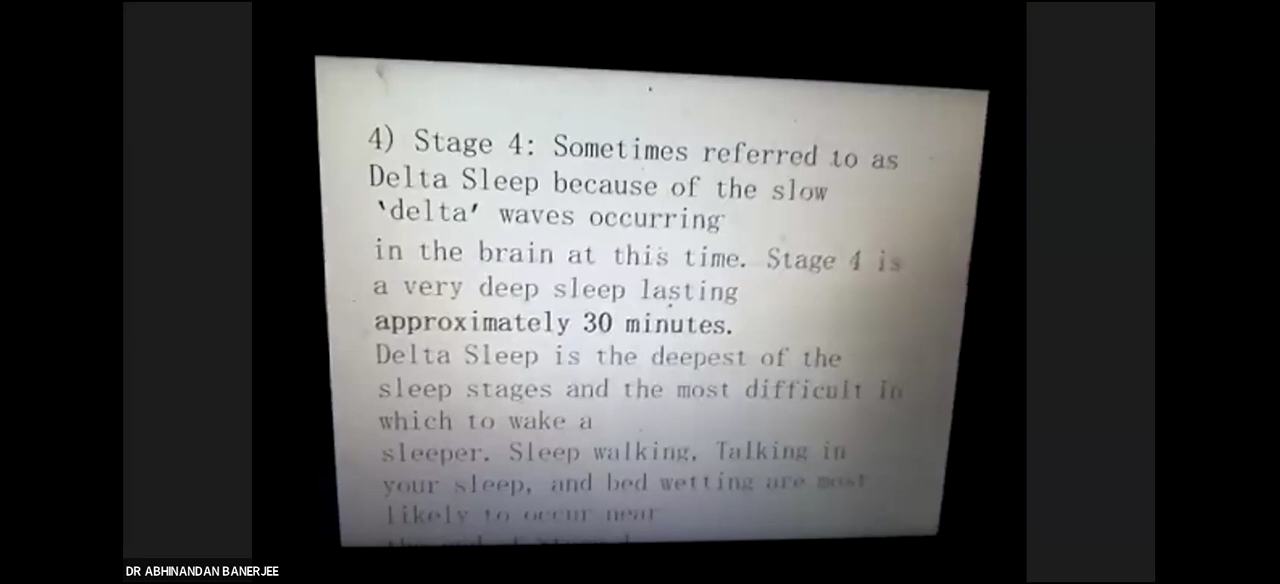 4) Stage 4: Sometimes referred to as
Delta Sleep because of the slow
‘delta’ waves occurring
in the brain at this time. Stage 4 is
a very deep sleep lasting
approximately 30 minutes.
Delta Sleep is the deepest of the
sleep stages and the most difficult in
which to wake a
sleeper. Sleep walking, Talking in
your sleep, and bed wetting are most
likely to occur near
DR ABHINANDAN BANERJEE